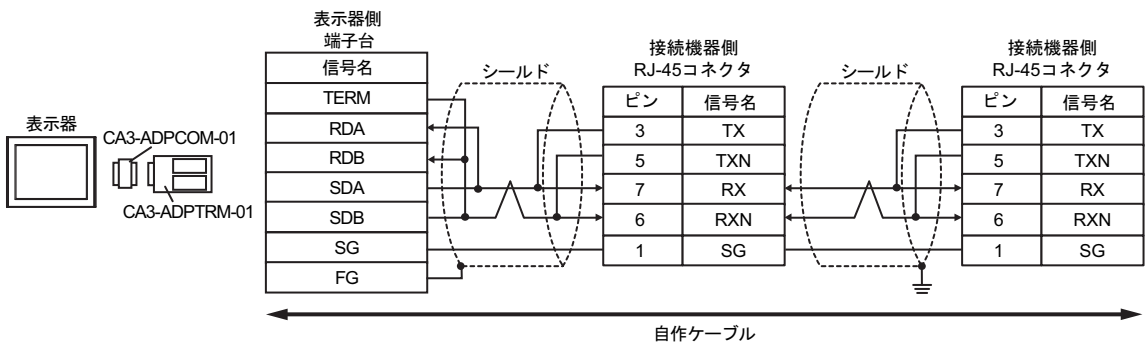 表示器
CA3-ADPCOM-01
CA3-ADPTRM-01
表示器側
端子台
信号名
TERM
RDA
RDB
SDA
SDB
SG
FG
シールド
接続機器側
RJ-45コネクタ
ピン 信号名
3 TX
5 TXN
7 RX
6 RXN
1 SG
シールド
接続機器側
RJ-45コネクタ
ピン 信号名
3 TX
5 TXN
7 RX
6 RXN
1 SG
自作ケーブル